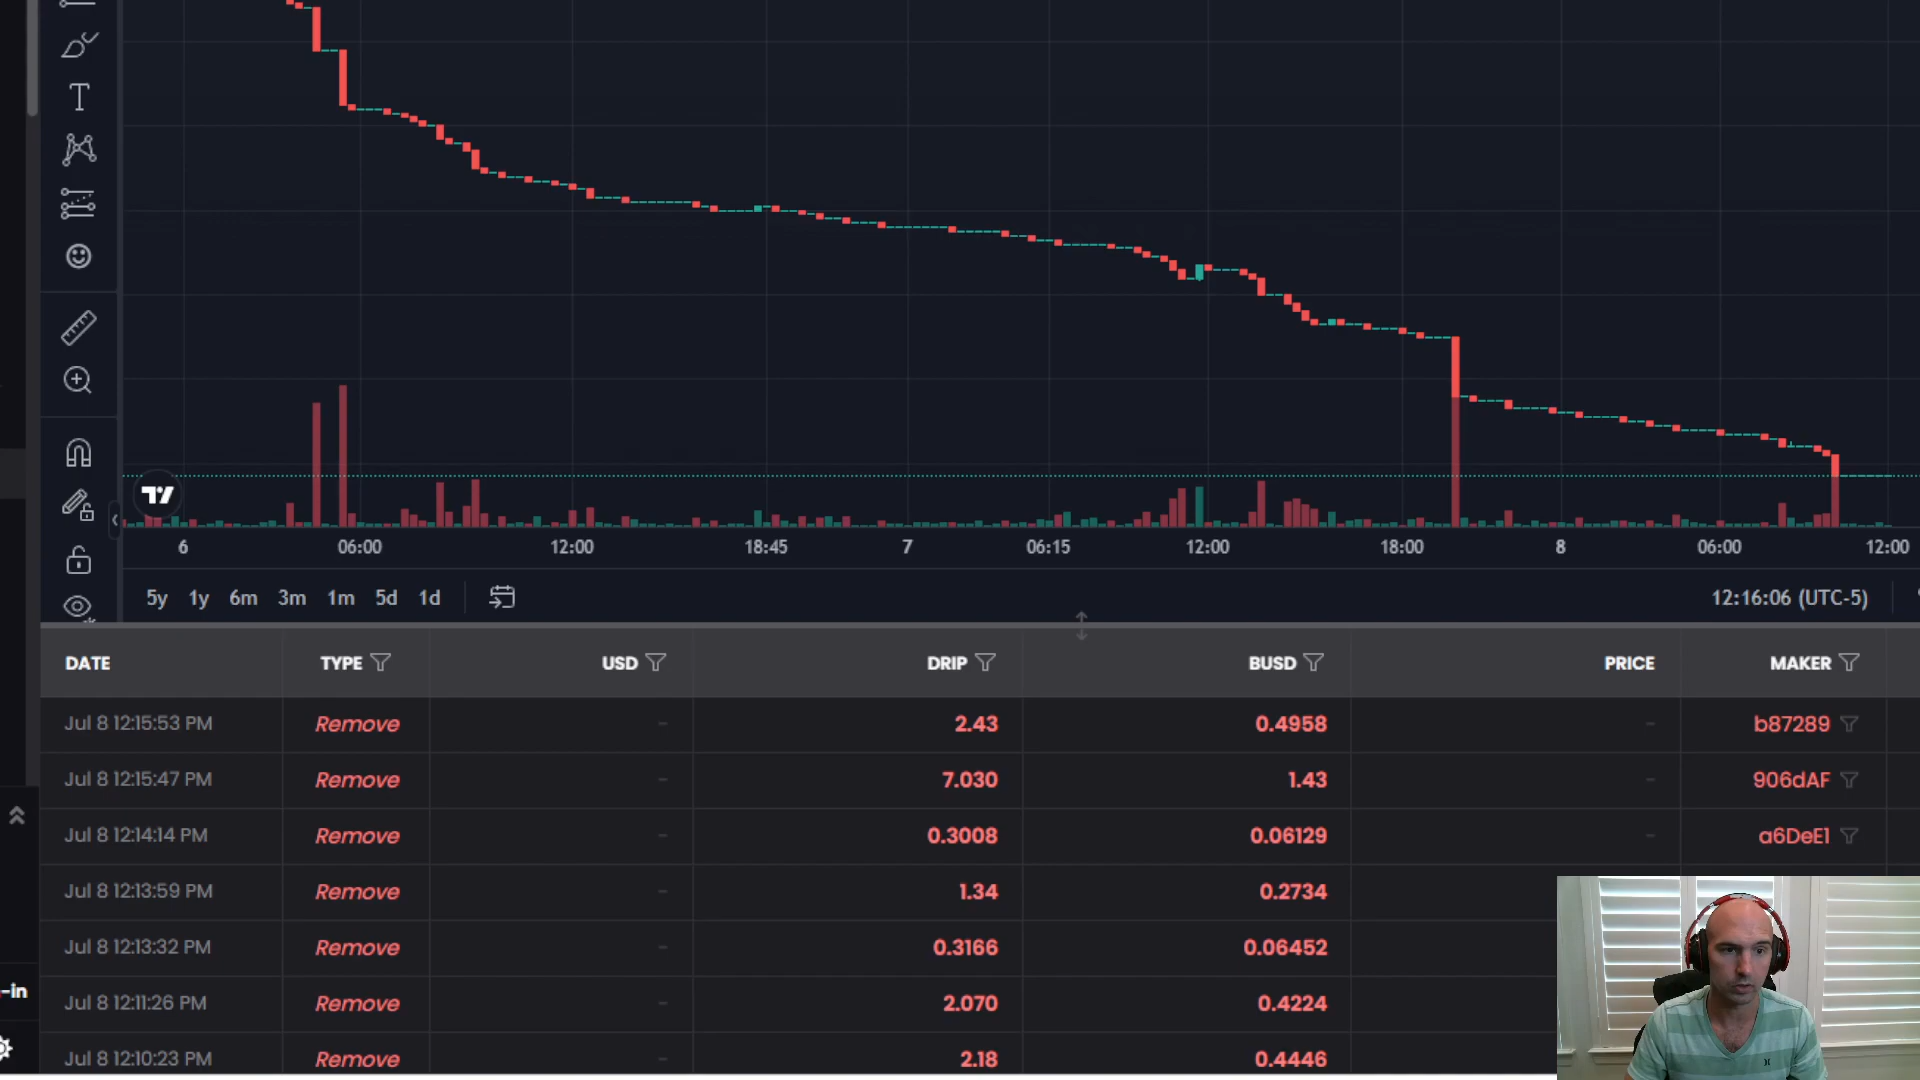 6 06:00 12:00 18:45 7 06:15 12:00 18:00 8 06:00 12:00
5y 1y 6m 3m 1m 5d 1d 12:16:06 (UTC-5)
DATE TYPE USD DRIP BUSD PRICE MAKER
Jul 8 12:15:53 PM Remove - 2.43 0.4958 - b87289
Jul 8 12:15:47 PM Remove - 7.030 1.43 - 906dAF
Jul 8 12:14:14 PM Remove - 0.3008 0.06129 - a6DeE1
Jul 8 12:13:59 PM Remove - 1.34 0.2734
Jul 8 12:13:32 PM Remove - 0.3166 0.06452
-in
Jul 8 12:11:26 PM Remove - 2.070 0.4224
Jul 8 12:10:23 PM Remove - 2.18 0.4446